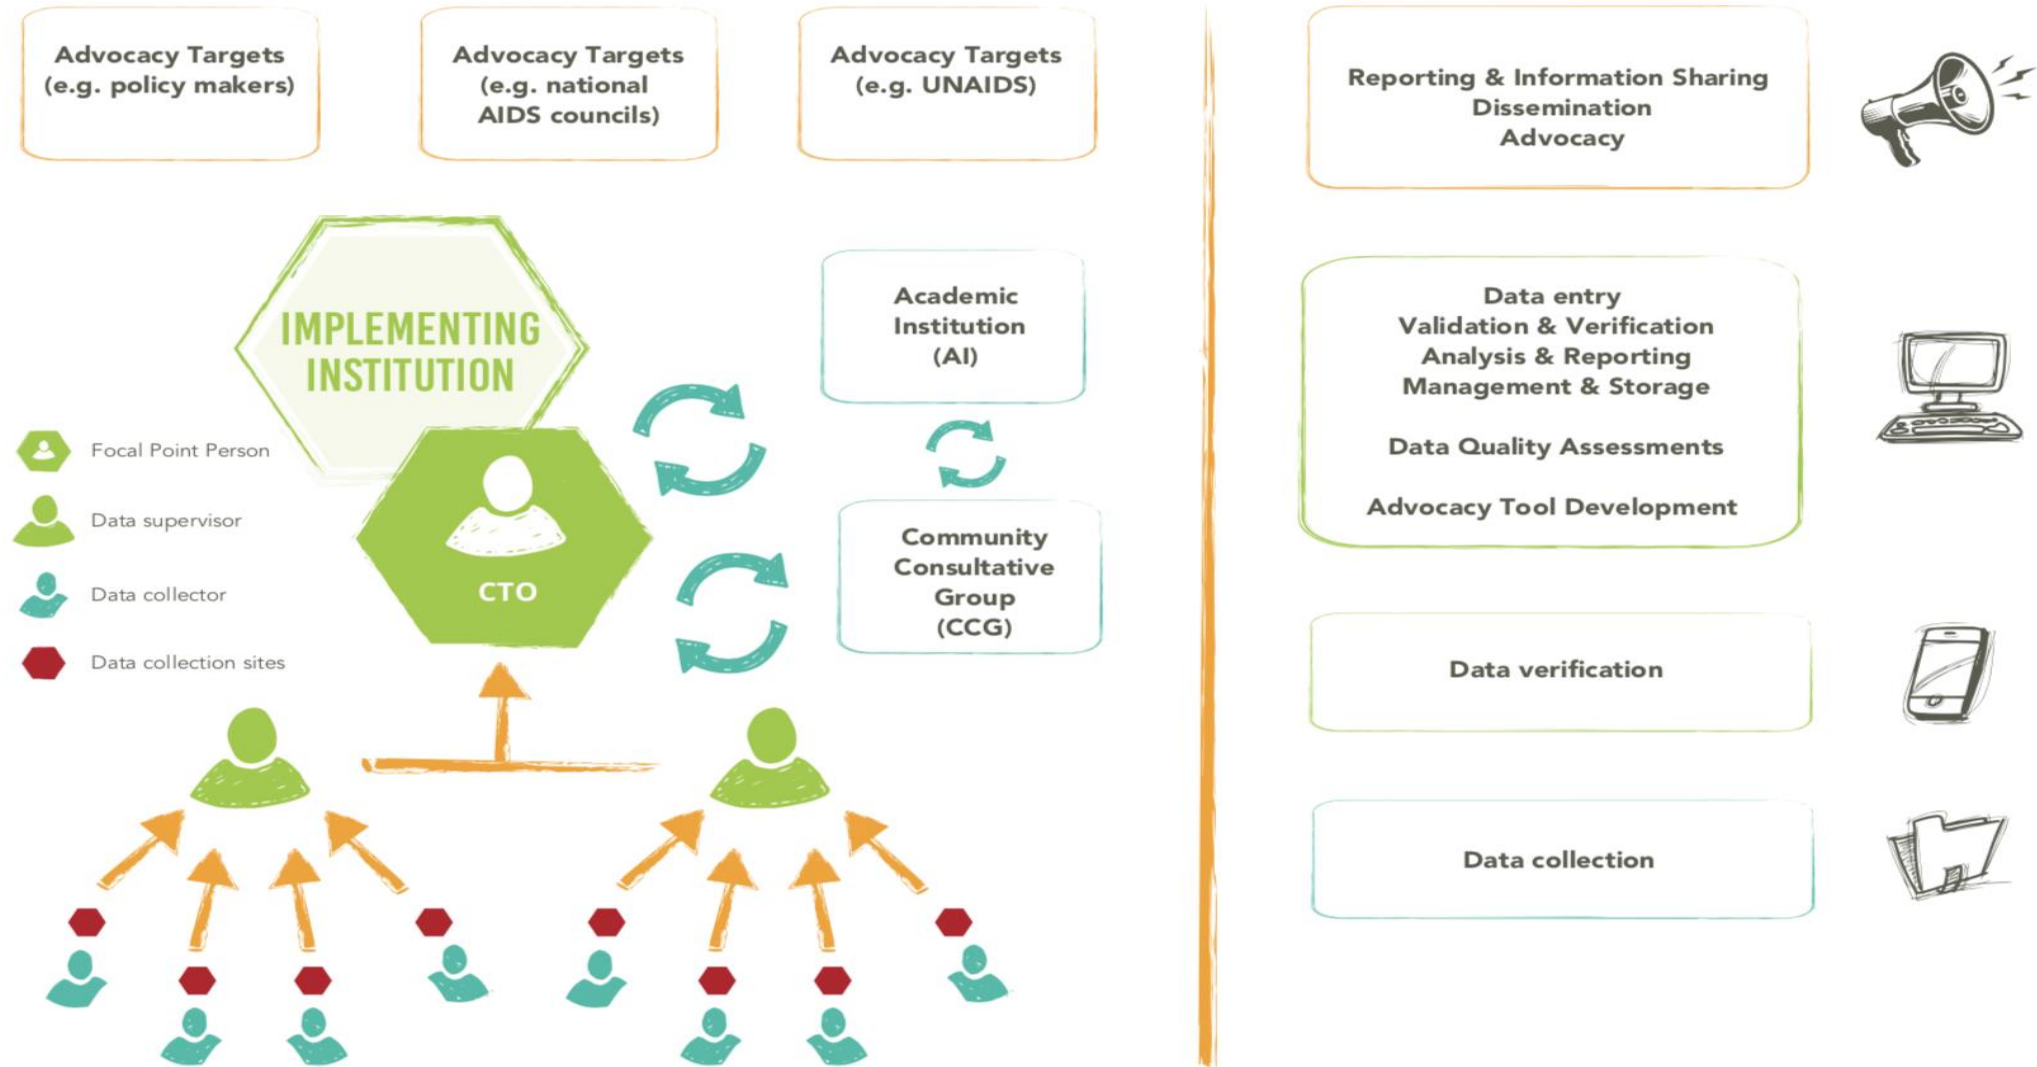 Advocacy Targets
(e.g. policy makers)
Advocacy Targets
(e.g. national
AIDS councils)
Advocacy Targets
(e.g. UNAIDS)
IMPLEMENTING
INSTITUTION
Academic
Institution
(AI)
Focal Point Person
Data supervisor
Data collector
Data collection sites
CTO
Community
Consultative
Group
(CCG)
Reporting & Information Sharing
Dissemination
Advocacy
Data entry
Validation & Verification
Analysis & Reporting
Management & Storage
Data Quality Assessments
Advocacy Tool Development
Data verification
Data collection